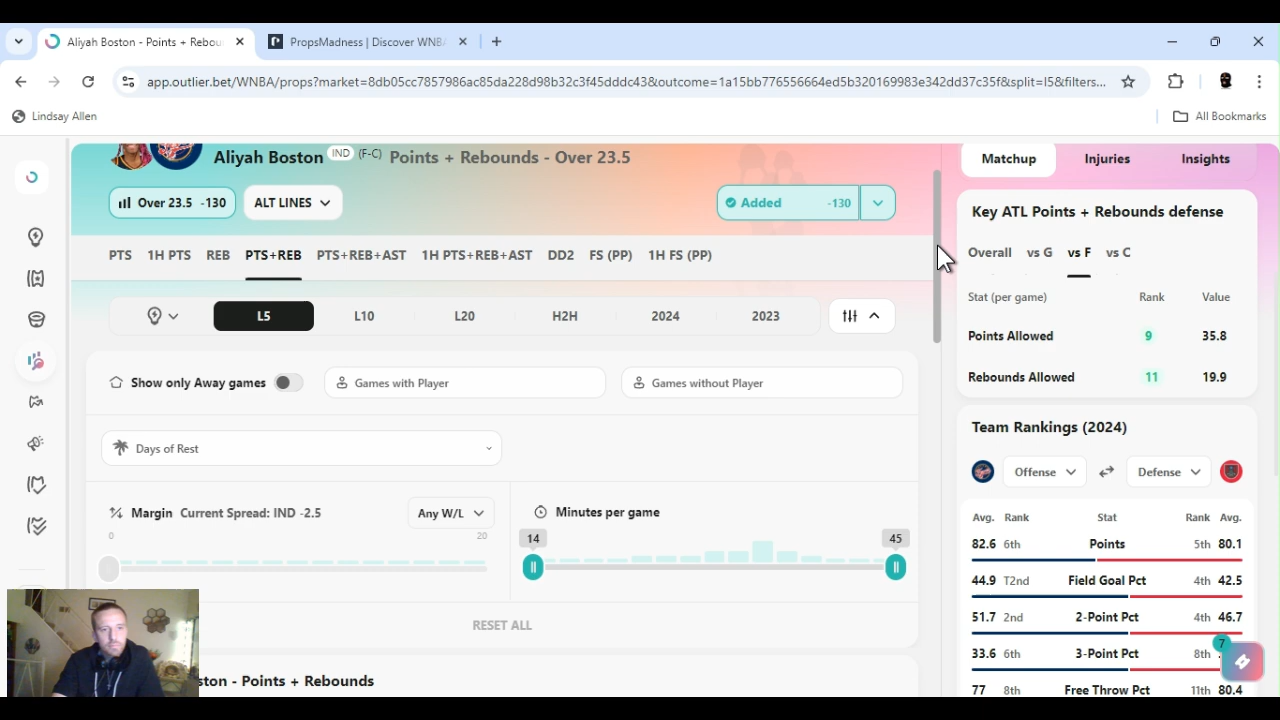 Aliyah Boston - Points + Rebou
PropsMadness | Discover WNB
app.outlier.bet/WNBA/props?market=8db05cc7857986ac85da228d98b32c3f45dddc43&outcome=1a15bb776556664ed5b320169983e342dd37c35f&split=l5&filters...
Lindsay Allen
All Bookmarks
Aliyah Boston IND (F-C) Points + Rebounds - Over 23.5
Over 23.5 -130
ALT LINES
Added -130
PTS 1H PTS REB PTS+REB PTS+REB+AST 1H PTS+REB+AST DD2 FS (PP) 1H FS (PP)
L5 L10 L20 H2H 2024 2023
Show only Away games
Games with Player
Games without Player
Days of Rest
Margin Current Spread: IND -2.5
Any W/L
0 20
Minutes per game
14 45
RESET ALL
ston - Points + Rebounds
Matchup Injuries Insights
Key ATL Points + Rebounds defense
Overall vs G vs F vs C
Stat (per game) Rank Value
Points Allowed 9 35.8
Rebounds Allowed 11 19.9
Team Rankings (2024)
Offense Defense
Avg. Rank Stat Rank Avg.
82.6 6th Points 5th 80.1
44.9 T2nd Field Goal Pct 4th 42.5
51.7 2nd 2-Point Pct 4th 46.7
33.6 6th 3-Point Pct 8th
7
77 8th Free Throw Pct 11th 80.4